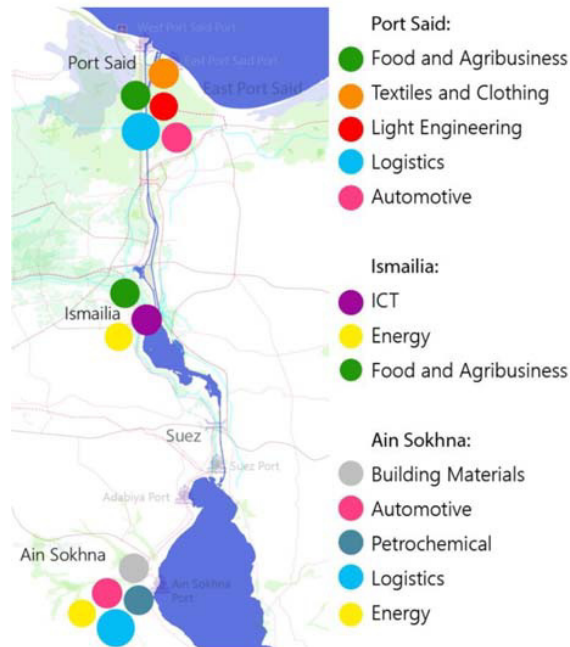 West Port Said Port
Port Said
East Port Said Port
East Port Said
Ismailia
Suez
Suez Port
Adabiya Port
Ain Sokhna
Ain Sokhna
Port
Port Said:
Food and Agribusiness
Textiles and Clothing
Light Engineering
Logistics
Automotive
Ismailia:
ICT
Energy
Food and Agribusiness
Ain Sokhna:
Building Materials
Automotive
Petrochemical
Logistics
Energy